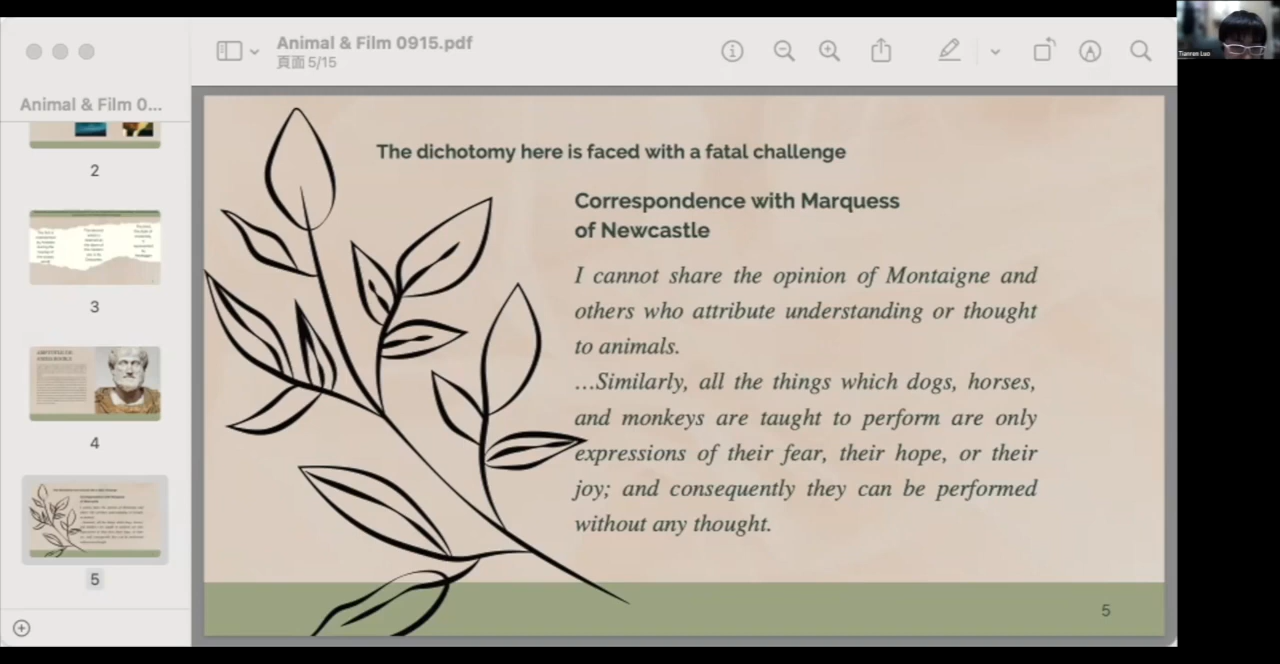 Animal & Film 0915.pdf
頁面 5/15
Tianren Luo
Animal & Film 0...
2
3
4
5
The dichotomy here is faced with a fatal challenge
Correspondence with Marquess
of Newcastle
I cannot share the opinion of Montaigne and
others who attribute understanding or thought
to animals.
...Similarly, all the things which dogs, horses,
and monkeys are taught to perform are only
expressions of their fear, their hope, or their
joy; and consequently they can be performed
without any thought.
5